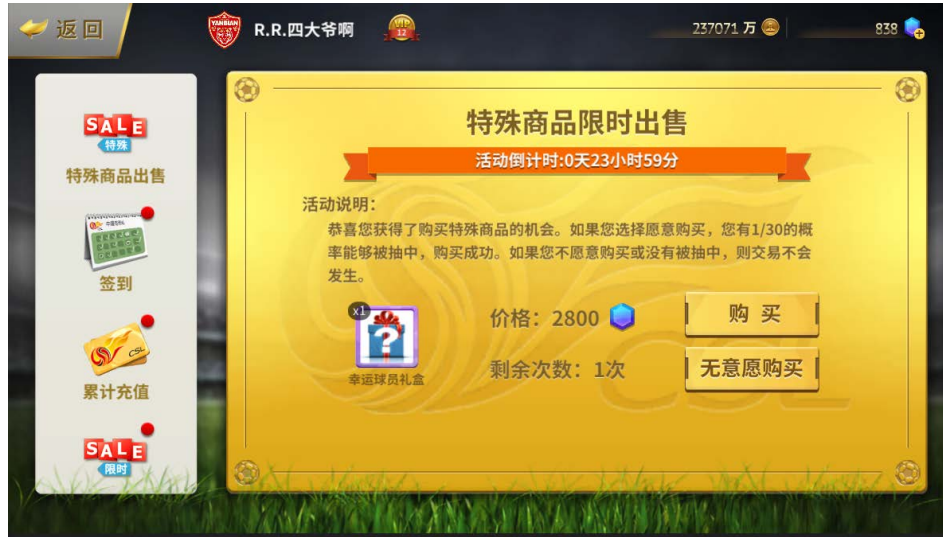 返回
YANBIAN
R.R.四大爷啊
VIP
12
237071 万
838
SALE
特殊
特殊商品出售
签到
CSL
累计充值
SALE
限时
特殊商品限时出售
活动倒计时:0天23小时59分
活动说明:
恭喜您获得了购买特殊商品的机会。如果您选择愿意购买，您有1/30的概
率能够被抽中，购买成功。如果您不愿意购买或没有被抽中，则交易不会
发生。
x1
?
幸运球员礼盒
价格: 2800
购 买
剩余次数: 1次
无意愿购买
CSL